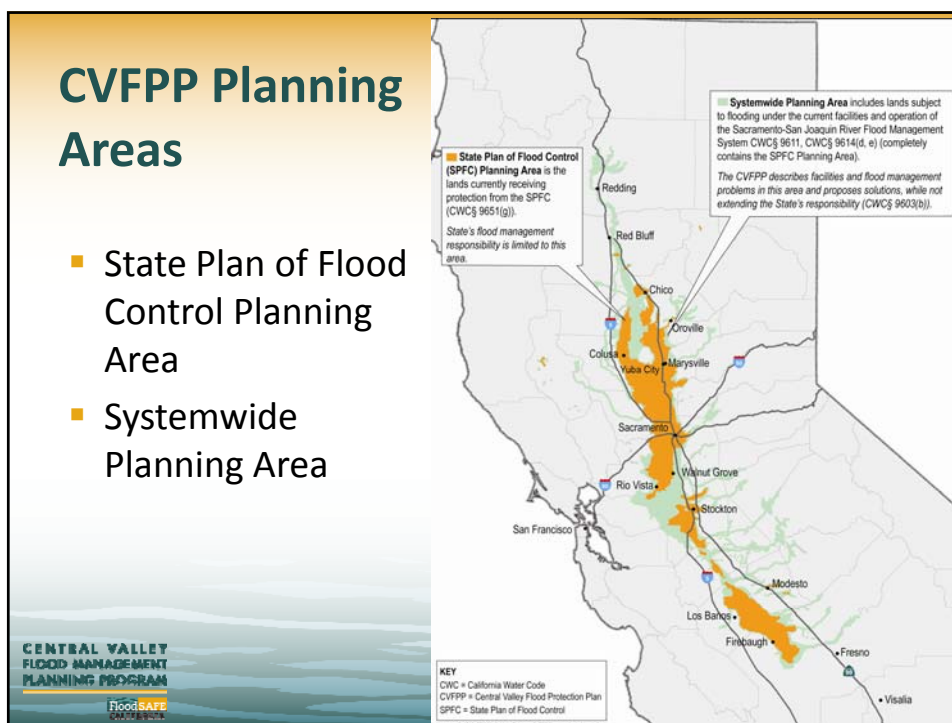 CVFPP Planning
Areas
State Plan of Flood
Control Planning
Area
Systemwide
Planning Area
CENTRAL VALLEY
FLOOD MANAGEMENT
PLANNING PROGRAM
FloodSAFE
CALIFORNIA
State Plan of Flood Control
(SPFC) Planning Area is the
lands currently receiving
protection from the SPFC
(CWC§ 9651(g)).
State's flood management
responsibility is limited to this
area.
Systemwide Planning Area includes lands subject
to flooding under the current facilities and operation of
the Sacramento-San Joaquin River Flood Management
System CWC§ 9611, CWC§ 9614(d, e) (completely
contains the SPFC Planning Area).
The CVFPP describes facilities and flood management
problems in this area and proposes solutions, while not
extending the State's responsibility (CWC§ 9603(b)).
Redding
Red Bluff
Chico
Oroville
5
Colusa
Marysville
Yuba City
80
Sacramento
Walnut Grove
Rio Vista
80
Stockton
San Francisco
5
Modesto
Los Banos
Firebaugh
Fresno
Visalia
KEY
CWC = California Water Code
CVFPP = Central Valley Flood Protection Plan
SPFC = State Plan of Flood Control